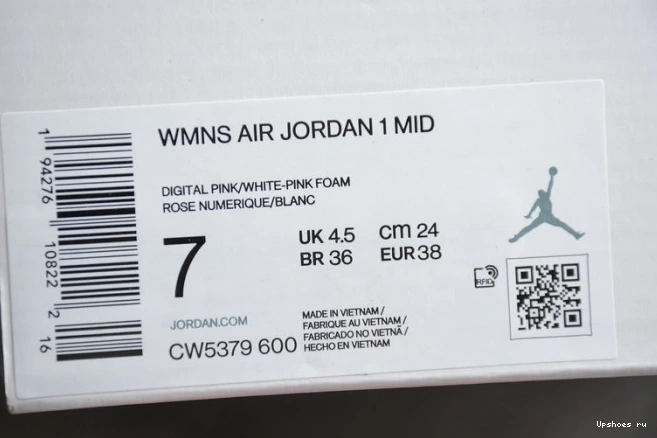 WMNS AIR JORDAN 1 MID
DIGITAL PINK/WHITE-PINK FOAM
ROSE NUMERIQUE/BLANC
7
UK 4.5 CM 24
BR 36 EUR 38
RFID
JORDAN.COM
CW5379 600
MADE IN VIETNAM /
FABRIQUE AU VIETNAM /
FABRICADO NO VIETNÃ /
HECHO EN VIETNAM
1 94276 10822 2 16
Upshoes ru